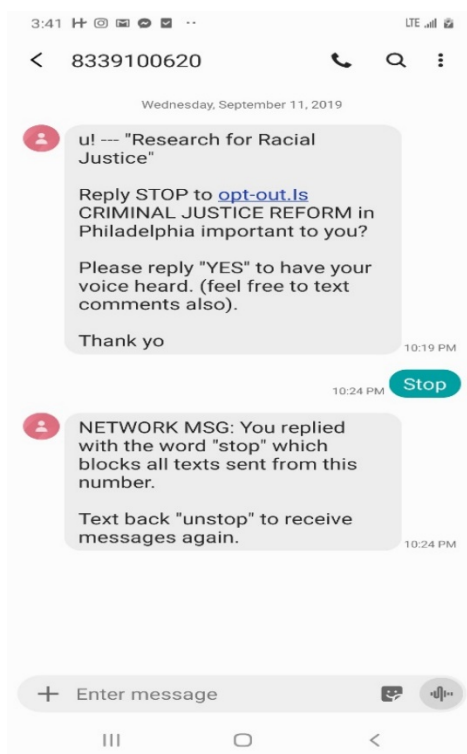 3:41
LTE
8339100620
Wednesday, September 11, 2019
u! --- "Research for Racial
Justice"
Reply STOP to opt-out.Is
CRIMINAL JUSTICE REFORM in
Philadelphia important to you?
Please reply "YES" to have your
voice heard. (feel free to text
comments also).
Thank yo
10:19 PM
10:24 PM
Stop
NETWORK MSG: You replied
with the word "stop" which
blocks all texts sent from this
number.
Text back "unstop" to receive
messages again.
10:24 PM
Enter message